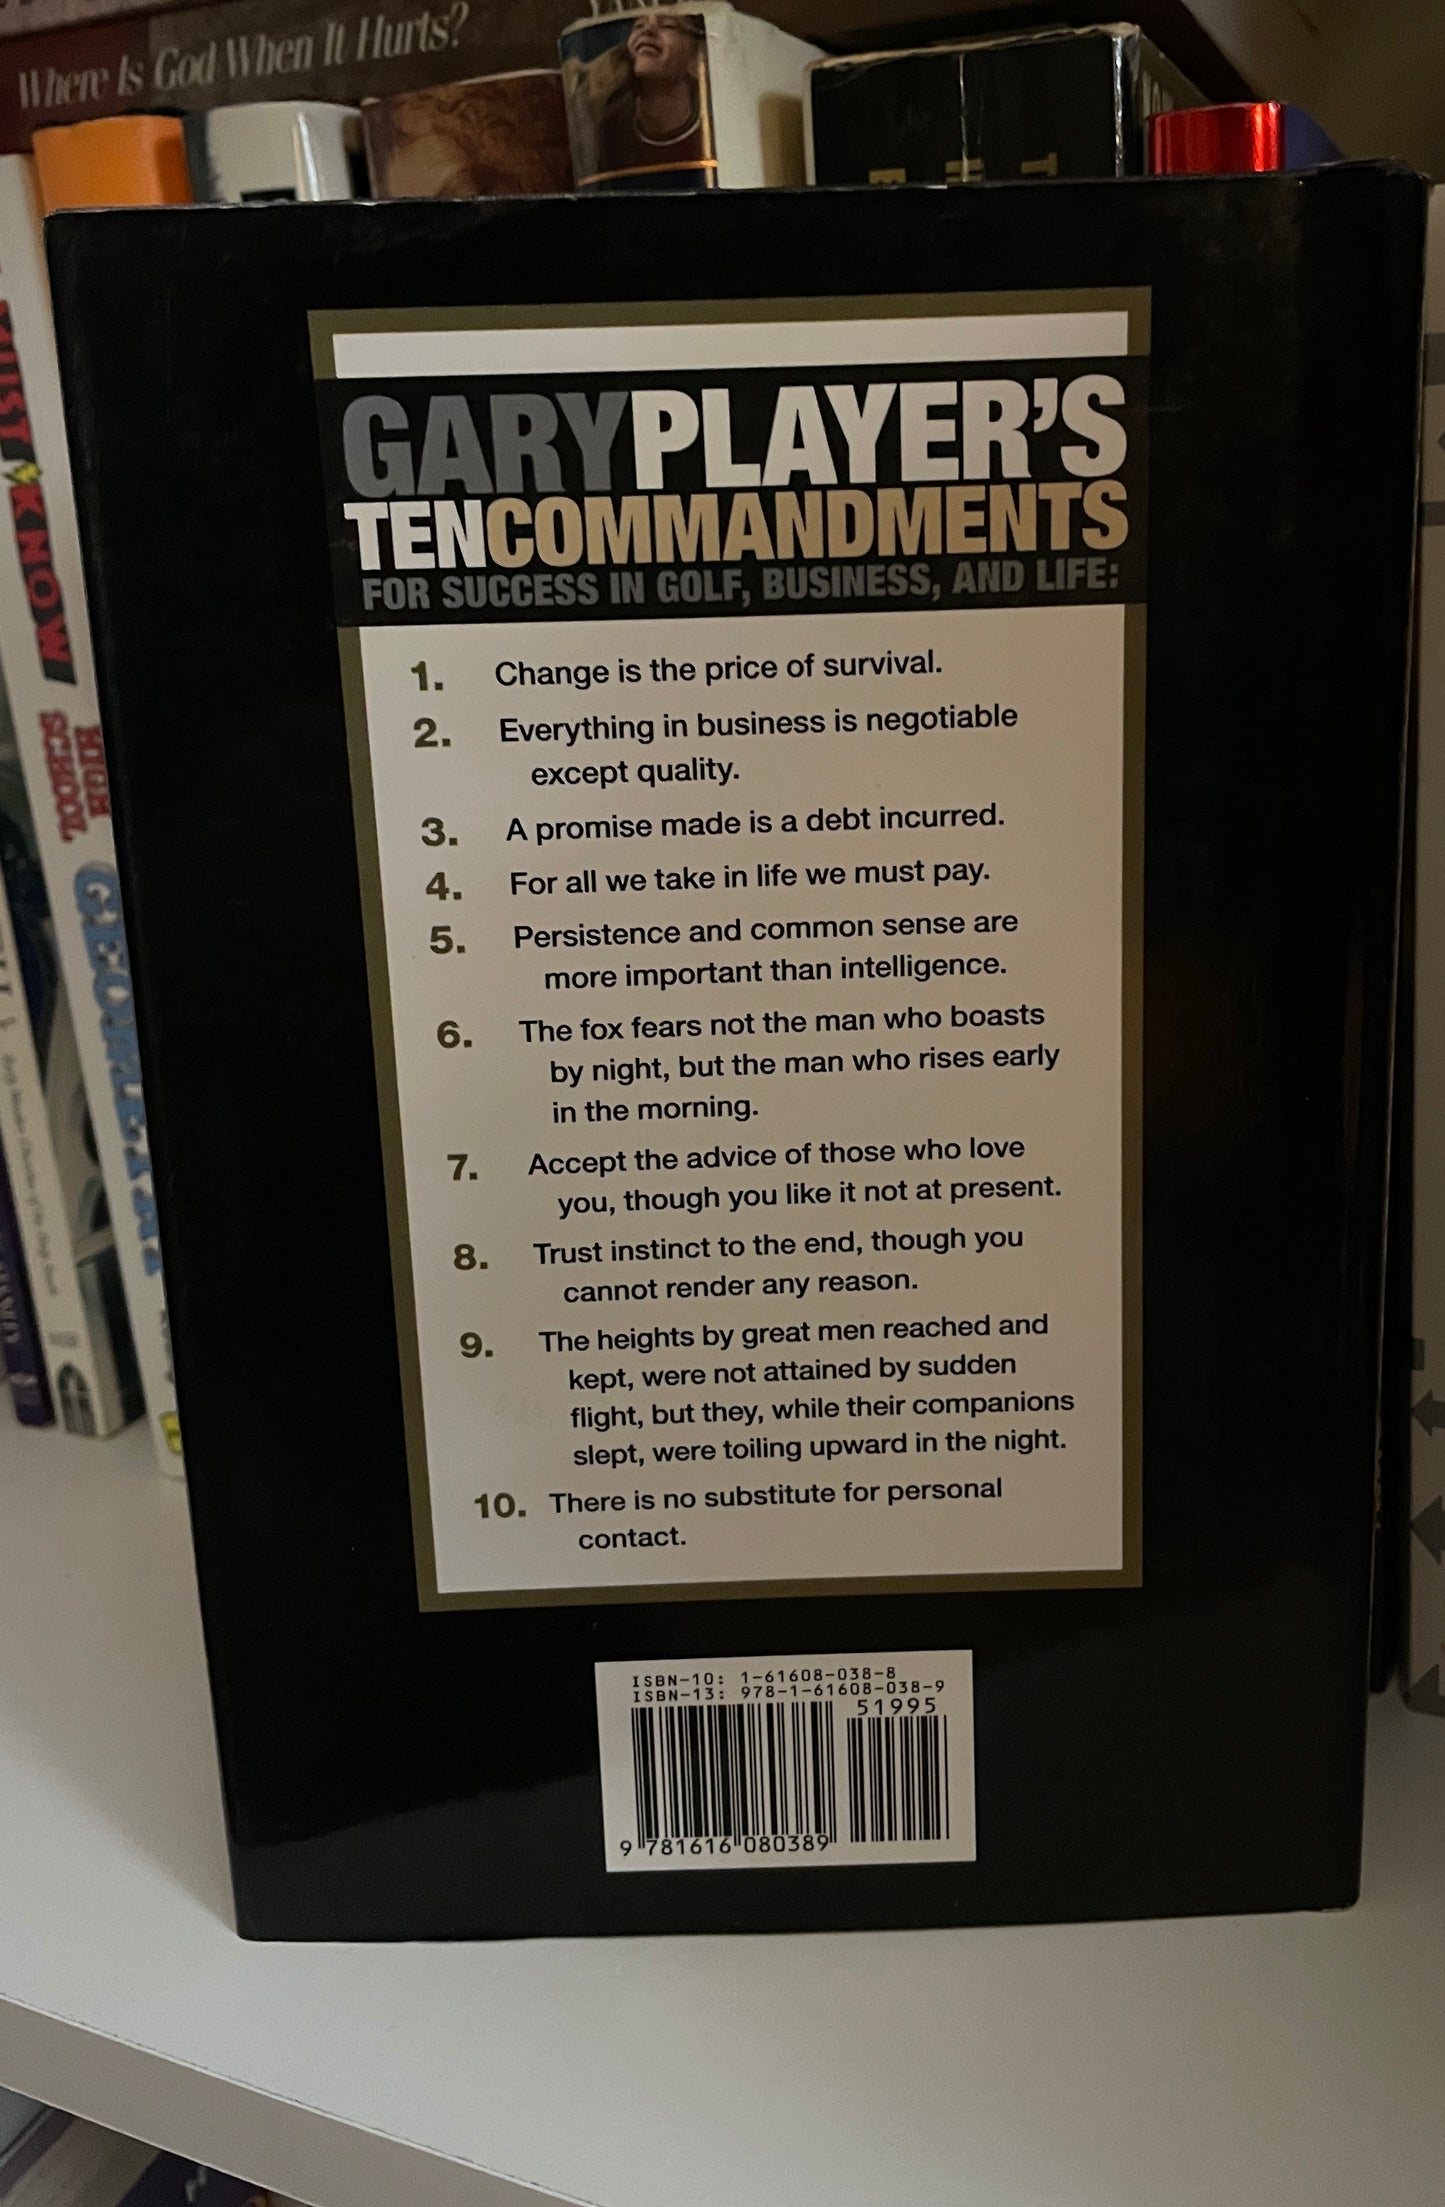 Where Is God When It Hurts?
MUST KNOW
HIGH
SCHOOL
GARYPLAYER'S
TENCOMMANDMENTS
FOR SUCCESS IN GOLF, BUSINESS, AND LIFE:
1. Change is the price of survival.
2. Everything in business is negotiable
except quality.
3. A promise made is a debt incurred.
4. For all we take in life we must pay.
5. Persistence and common sense are
more important than intelligence.
6. The fox fears not the man who boasts
by night, but the man who rises early
in the morning.
7. Accept the advice of those who love
you, though you like it not at present.
8. Trust instinct to the end, though you
cannot render any reason.
9. The heights by great men reached and
kept, were not attained by sudden
flight, but they, while their companions
slept, were toiling upward in the night.
10. There is no substitute for personal
contact.
ISBN-10: 1-61608-038-8
ISBN-13: 978-1-61608-038-9
51995
9 781616 080389